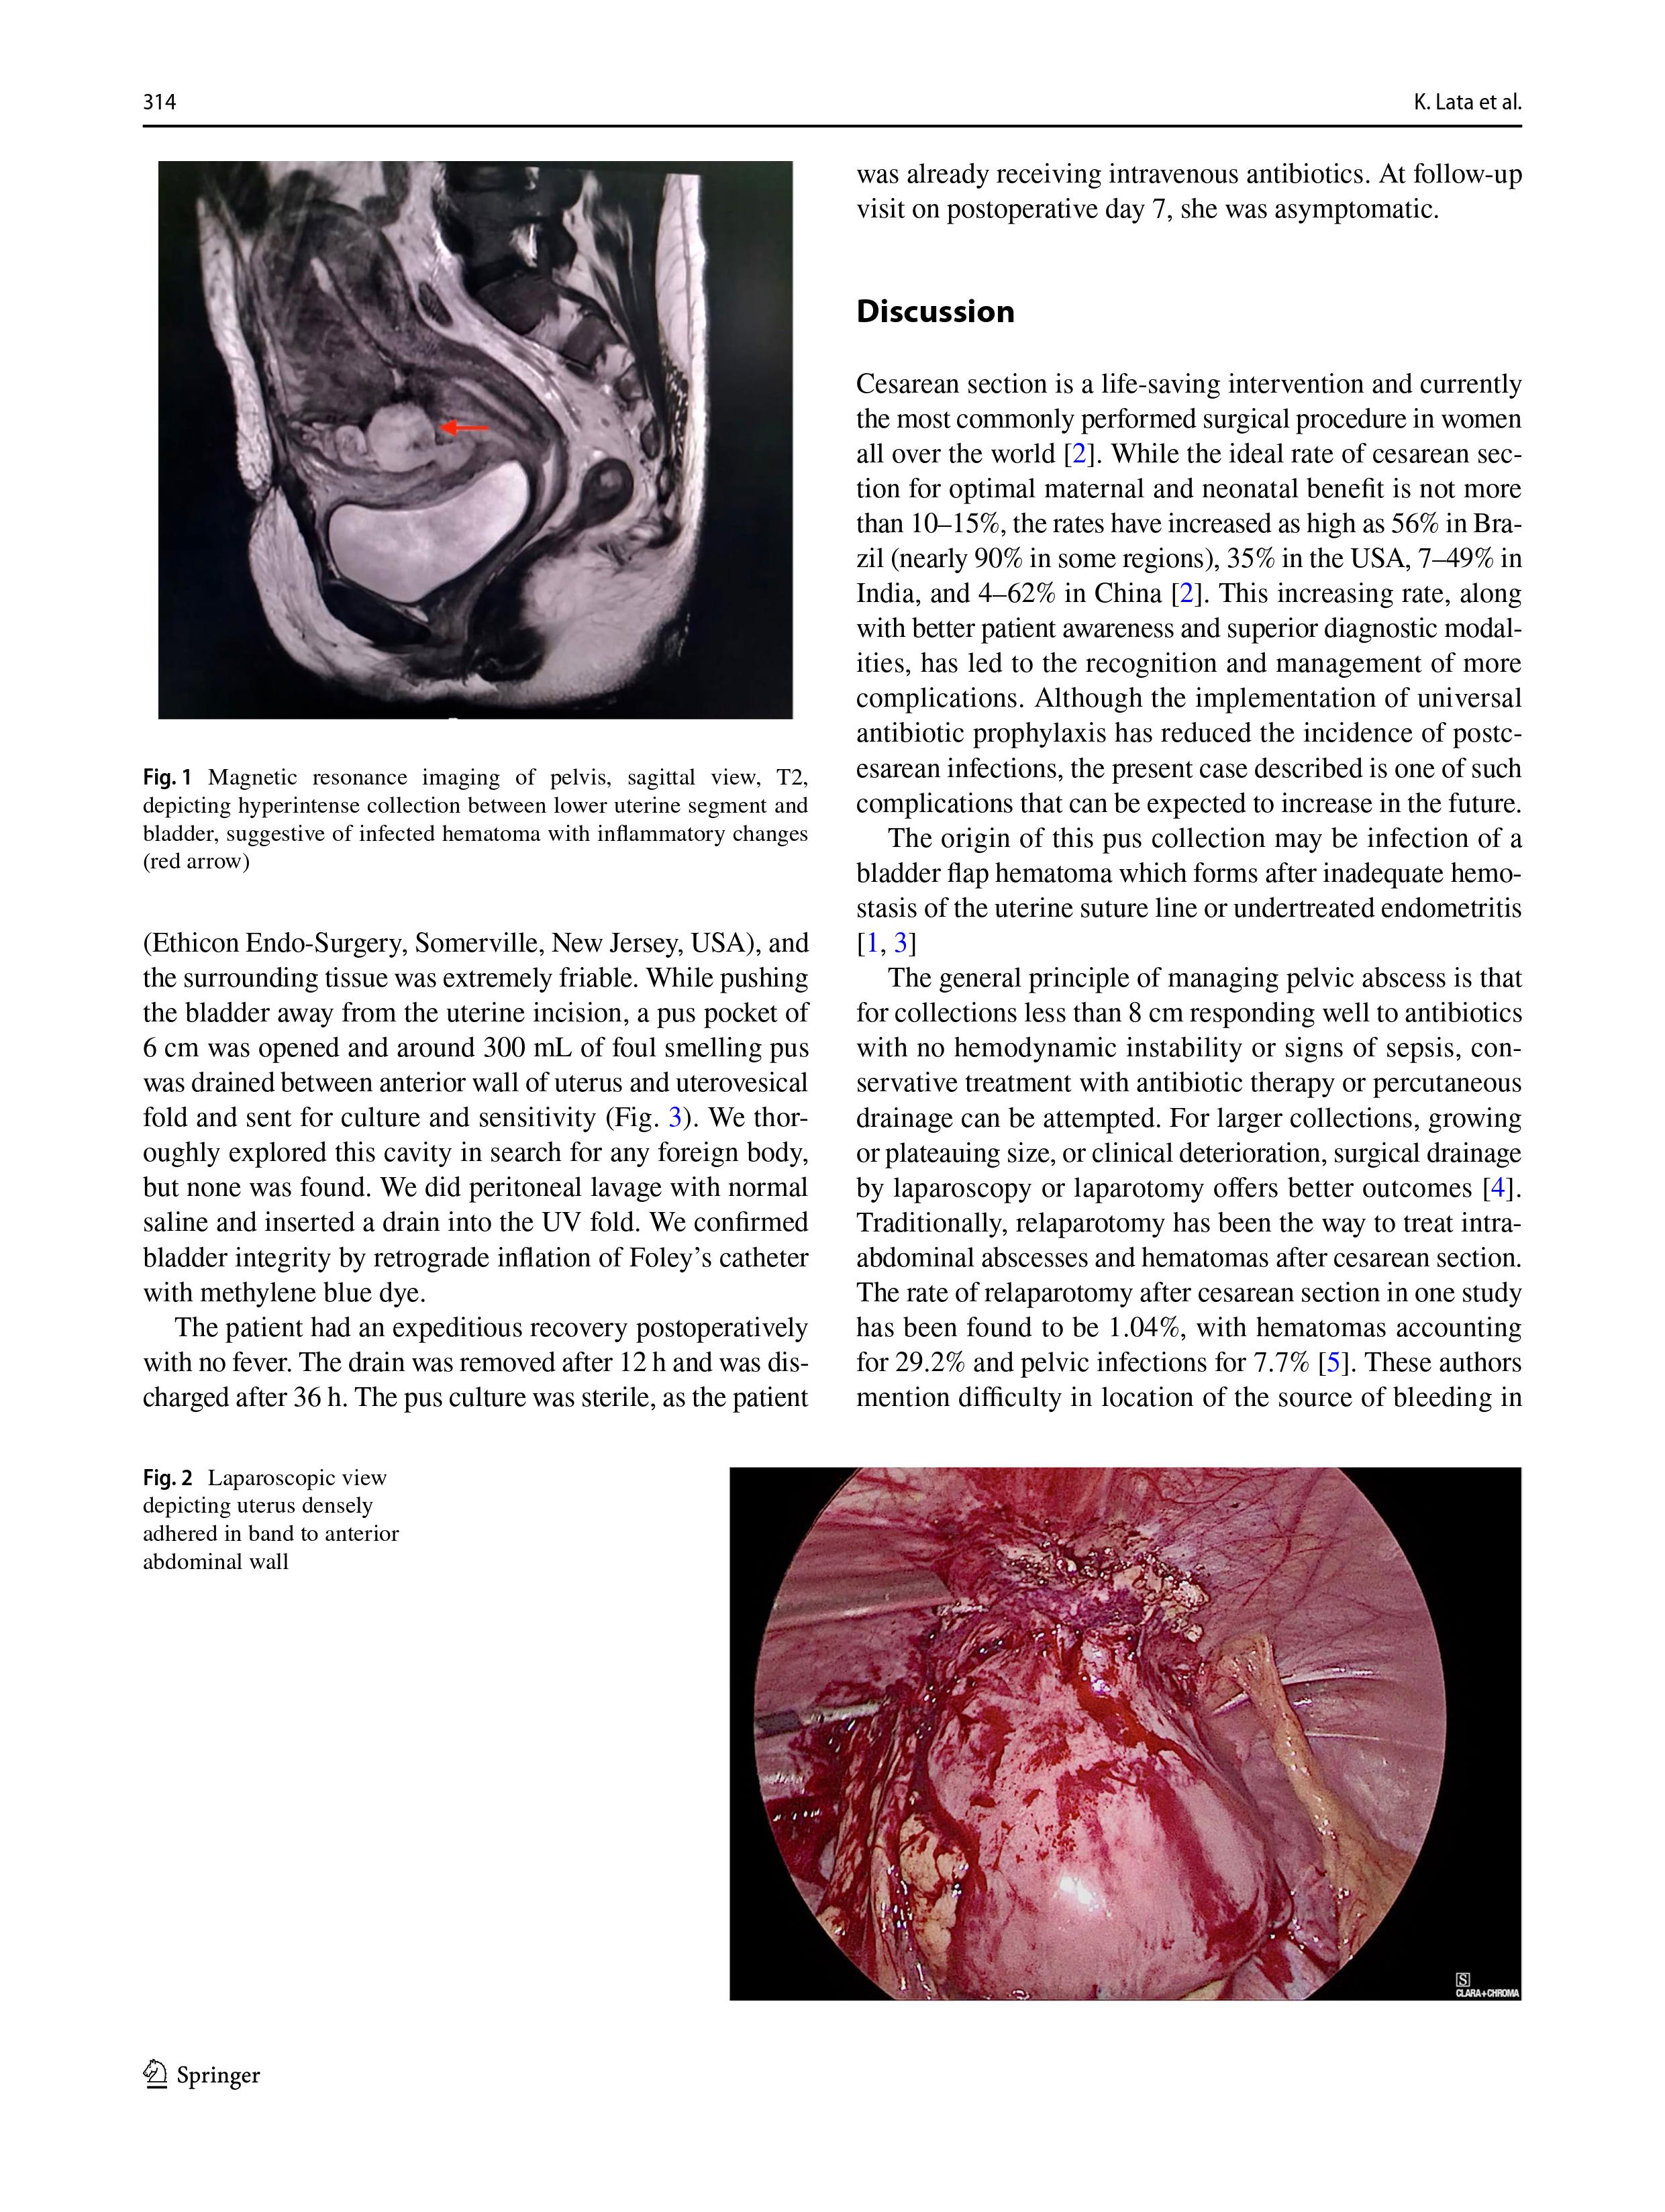 314
K. Lata et al.
Fig. 1 Magnetic resonance imaging of pelvis, sagittal view, T2,
depicting hyperintense collection between lower uterine segment and
bladder, suggestive of infected hematoma with inflammatory changes
(red arrow)
(Ethicon Endo-Surgery, Somerville, New Jersey, USA), and
the surrounding tissue was extremely friable. While pushing
the bladder away from the uterine incision, a pus pocket of
6 cm was opened and around 300 mL of foul smelling pus
was drained between anterior wall of uterus and uterovesical
fold and sent for culture and sensitivity (Fig. 3). We thor-
oughly explored this cavity in search for any foreign body,
but none was found. We did peritoneal lavage with normal
saline and inserted a drain into the UV fold. We confirmed
bladder integrity by retrograde inflation of Foley's catheter
with methylene blue dye.
The patient had an expeditious recovery postoperatively
with no fever. The drain was removed after 12 h and was dis-
charged after 36 h. The pus culture was sterile, as the patient
was already receiving intravenous antibiotics. At follow-up
visit on postoperative day 7, she was asymptomatic.
Discussion
Cesarean section is a life-saving intervention and currently
the most commonly performed surgical procedure in women
all over the world [2]. While the ideal rate of cesarean sec-
tion for optimal maternal and neonatal benefit is not more
than 10–15%, the rates have increased as high as 56% in Bra-
zil (nearly 90% in some regions), 35% in the USA, 7–49% in
India, and 4–62% in China [2]. This increasing rate, along
with better patient awareness and superior diagnostic modal-
ities, has led to the recognition and management of more
complications. Although the implementation of universal
antibiotic prophylaxis has reduced the incidence of postc-
esarean infections, the present case described is one of such
complications that can be expected to increase in the future.
The origin of this pus collection may be infection of a
bladder flap hematoma which forms after inadequate hemo-
stasis of the uterine suture line or undertreated endometritis
[1, 3]
The general principle of managing pelvic abscess is that
for collections less than 8 cm responding well to antibiotics
with no hemodynamic instability or signs of sepsis, con-
servative treatment with antibiotic therapy or percutaneous
drainage can be attempted. For larger collections, growing
or plateauing size, or clinical deterioration, surgical drainage
by laparoscopy or laparotomy offers better outcomes [4].
Traditionally, relaparotomy has been the way to treat intra-
abdominal abscesses and hematomas after cesarean section.
The rate of relaparotomy after cesarean section in one study
has been found to be 1.04%, with hematomas accounting
for 29.2% and pelvic infections for 7.7% [5]. These authors
mention difficulty in location of the source of bleeding in
Fig. 2 Laparoscopic view
depicting uterus densely
adhered in band to anterior
abdominal wall
S
CLARA+CHROMA
Springer